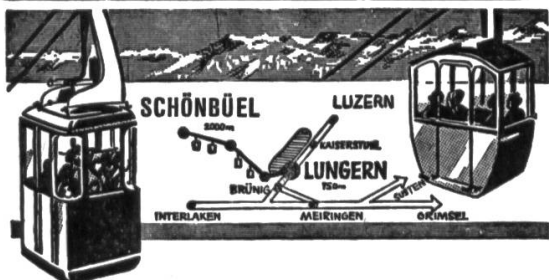 SCHÖNBÜEL
2000m
LUZERN
KAISERSTUHL
LUNGERN
750m
BRÜNIG
SUSTEN
INTERLAKEN
MEIRINGEN
GRIMSEL